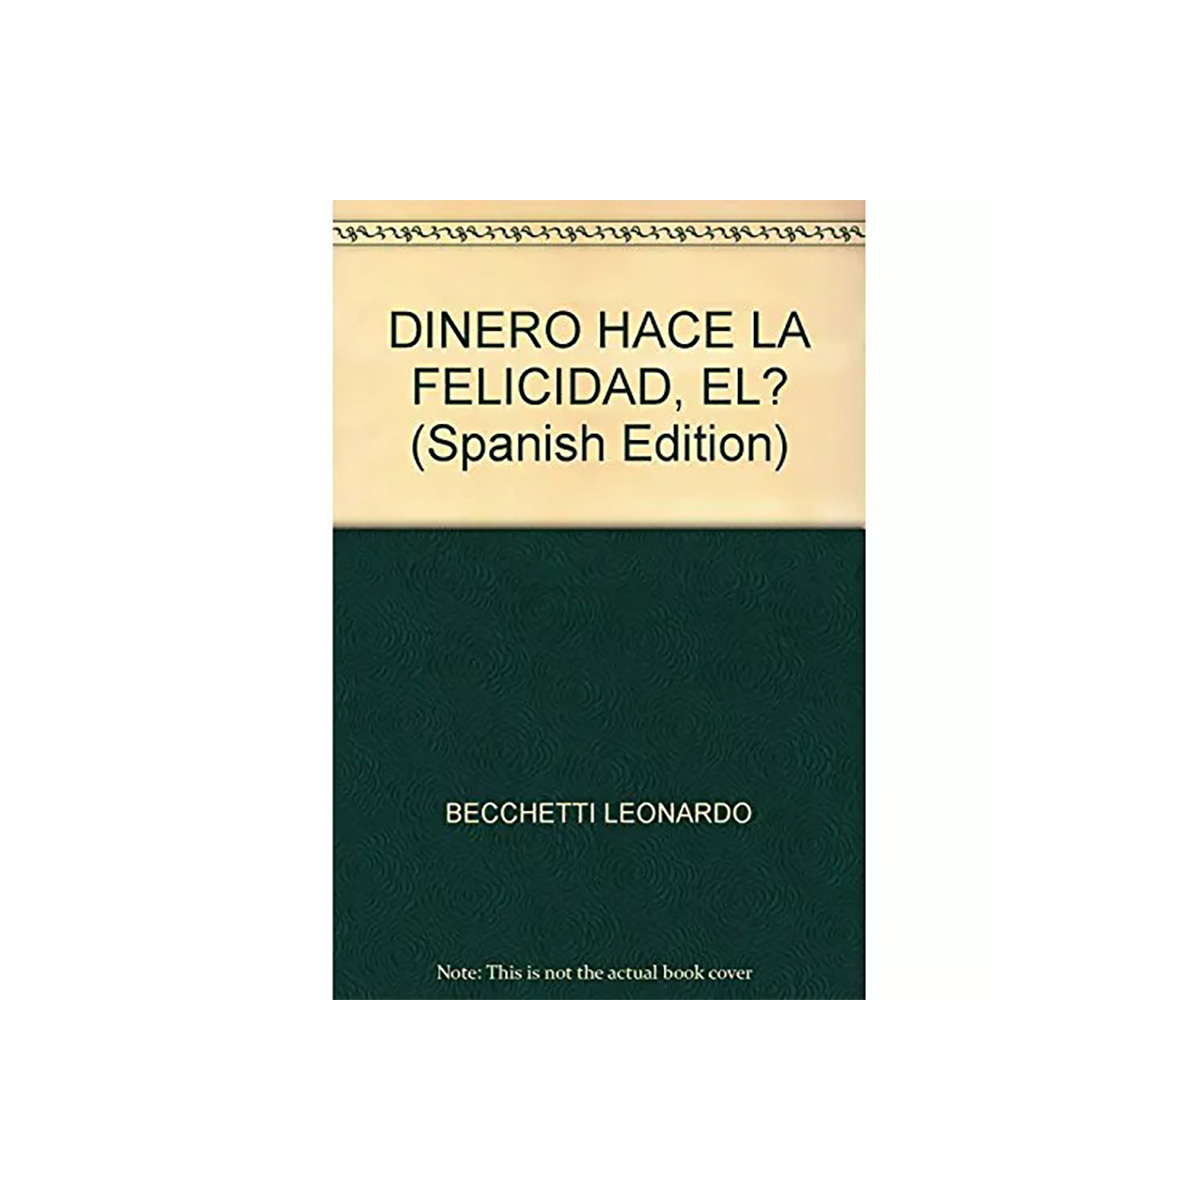 DINERO HACE LA
FELICIDAD, EL?
(Spanish Edition)
BECCHETTI LEONARDO
Note: This is not the actual book cover